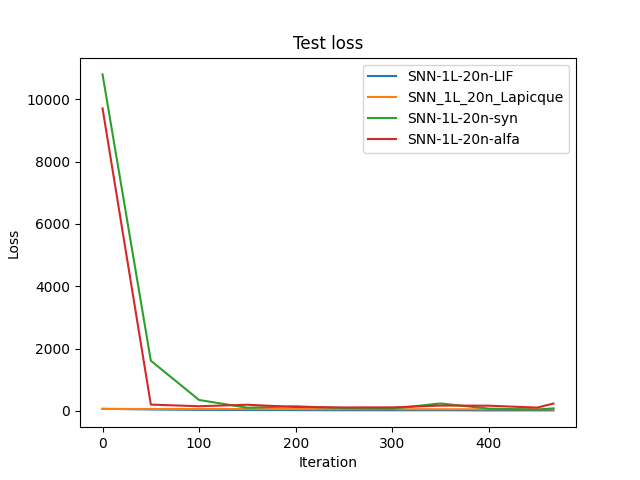 Test loss
SNN-1L-20n-LIF
SNN_1L_20n_Lapicque
SNN-1L-20n-syn
SNN-1L-20n-alfa
Loss
10000
8000
6000
4000
2000
0
0 100 200 300 400
Iteration